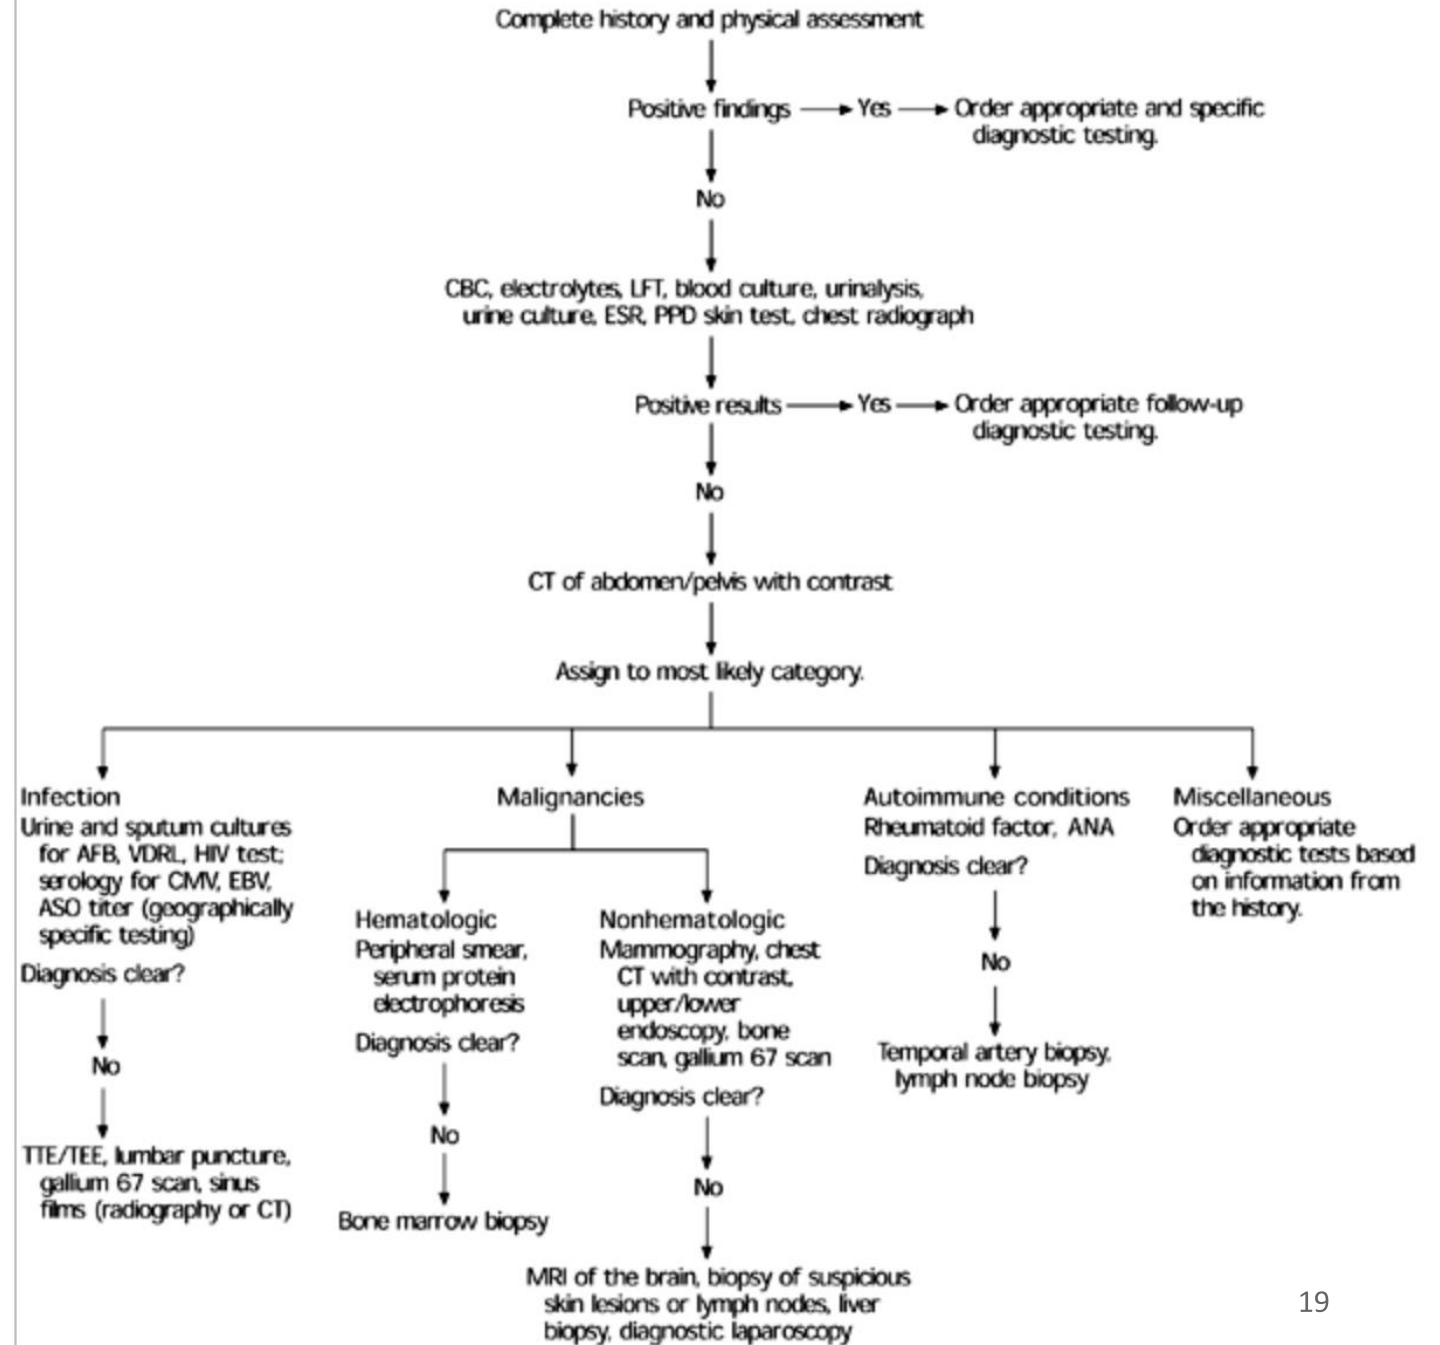 Complete history and physical assessment
Positive findings Yes Order appropriate and specific
diagnostic testing.
No
CBC, electrolytes, LFT, blood culture, urinalysis,
urine culture, ESR, PPD skin test, chest radiograph
Positive results Yes Order appropriate follow-up
diagnostic testing.
No
CT of abdomen/pelvis with contrast
Assign to most likely category.
Infection
Urine and sputum cultures
for AFB, VDRL, HIV test;
serology for CMV, EBV,
ASO titer (geographically
specific testing)
Diagnosis clear?
No
TTE/TEE, lumbar puncture,
gallium 67 scan, sinus
films (radiography or CT)
Malignancies
Hematologic
Peripheral smear,
serum protein
electrophoresis
Diagnosis clear?
No
Bone marrow biopsy
Nonhematologic
Mammography, chest
CT with contrast,
upper/lower
endoscopy, bone
scan, gallium 67 scan
Diagnosis clear?
No
MRI of the brain, biopsy of suspicious
skin lesions or lymph nodes, liver
biopsy, diagnostic laparoscopy
Autoimmune conditions
Rheumatoid factor, ANA
Diagnosis clear?
No
Temporal artery biopsy,
lymph node biopsy
Miscellaneous
Order appropriate
diagnostic tests based
on information from
the history.
19